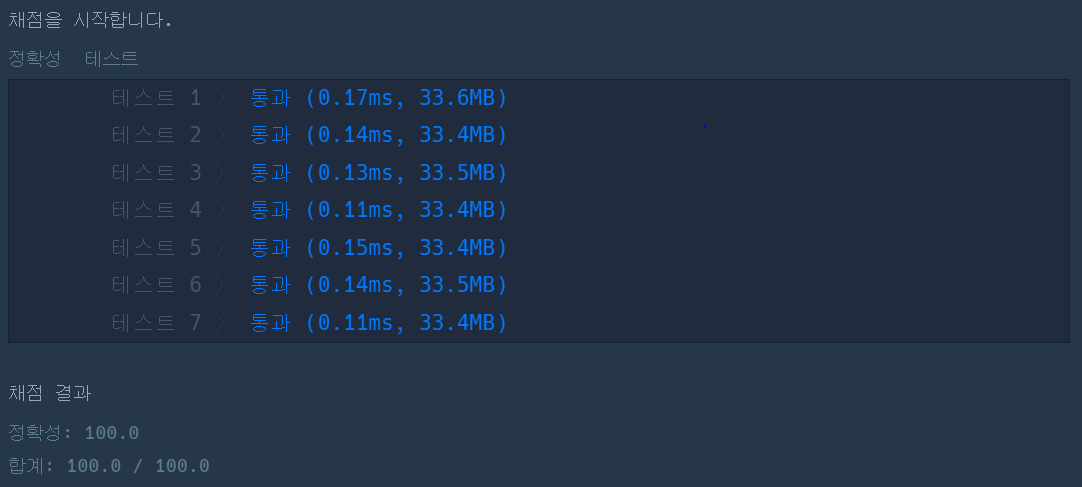 채점을 시작합니다.
정확성 테스트
테스트 1 〉 통과 (0.17ms, 33.6MB)
테스트 2 〉 통과 (0.14ms, 33.4MB)
테스트 3 〉 통과 (0.13ms, 33.5MB)
테스트 4 〉 통과 (0.11ms, 33.4MB)
테스트 5 〉 통과 (0.15ms, 33.4MB)
테스트 6 〉 통과 (0.14ms, 33.5MB)
테스트 7 〉 통과 (0.11ms, 33.4MB)
채점 결과
정확성: 100.0
합계: 100.0 / 100.0